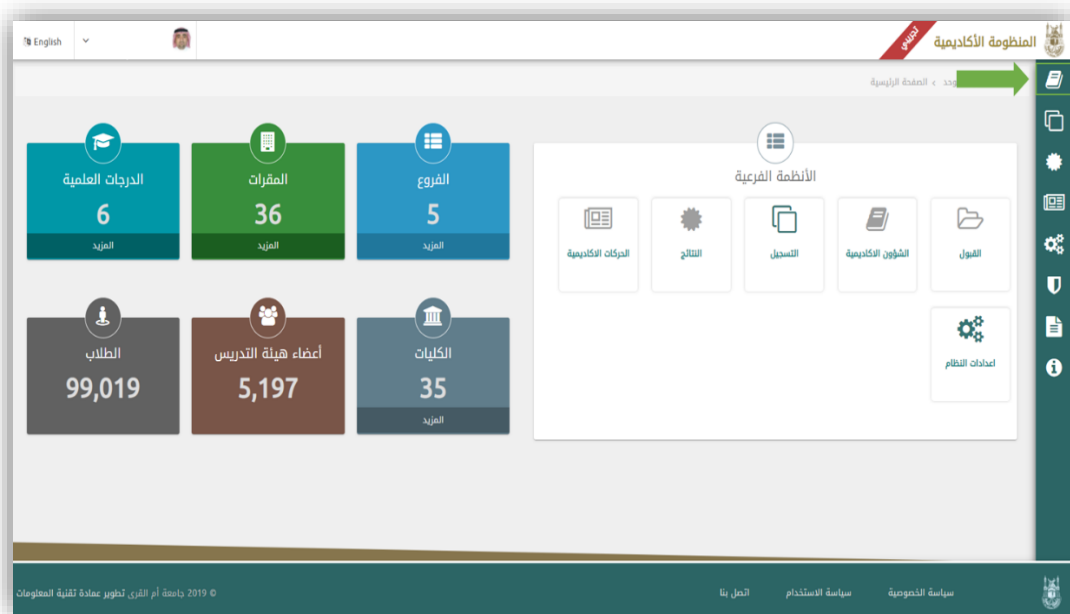 المنظومة الأكاديمية
تجريبي
English
الصفحة الرئيسية
الأنظمة الفرعية
القبول
الشؤون الاكاديمية
التسجيل
النتائج
الحركات الاكاديمية
اعدادات النظام
الفروع
5
المزيد
المقرات
36
المزيد
الدرجات العلمية
6
المزيد
الكليات
35
المزيد
أعضاء هيئة التدريس
5,197
الطلاب
99,019
سياسة الخصوصية
سياسة الاستخدام
اتصل بنا
© 2019 جامعة أم القرى تطوير عمادة تقنية المعلومات